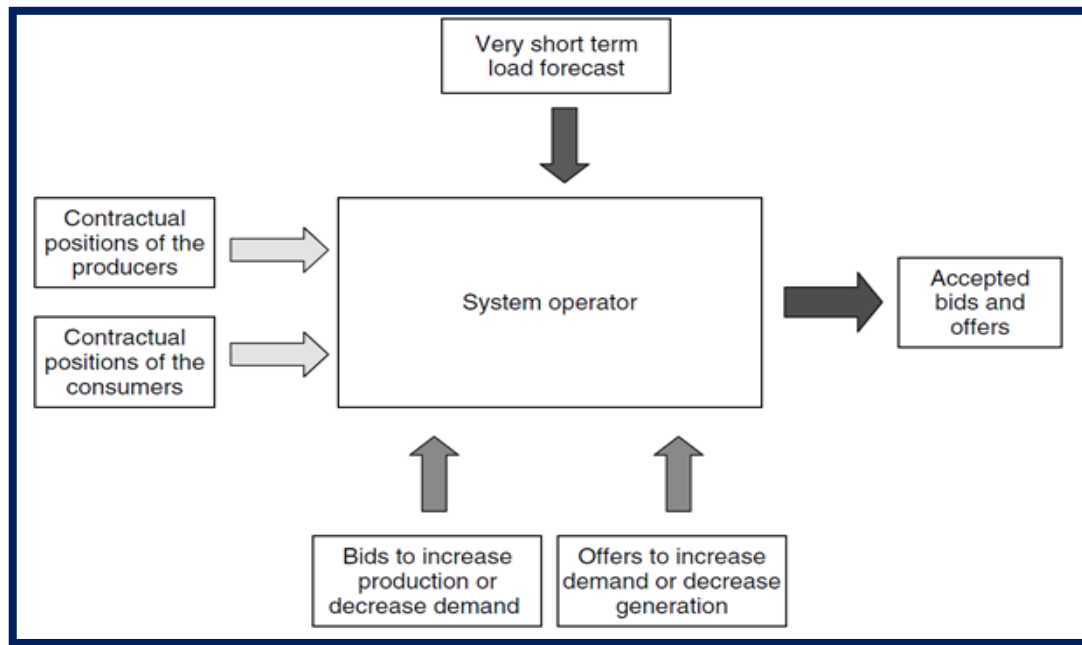 Very short term
load forecast
Contractual
positions of the
producers
Contractual
positions of the
consumers
System operator
Accepted
bids and
offers
Bids to increase
production or
decrease demand
Offers to increase
demand or decrease
generation